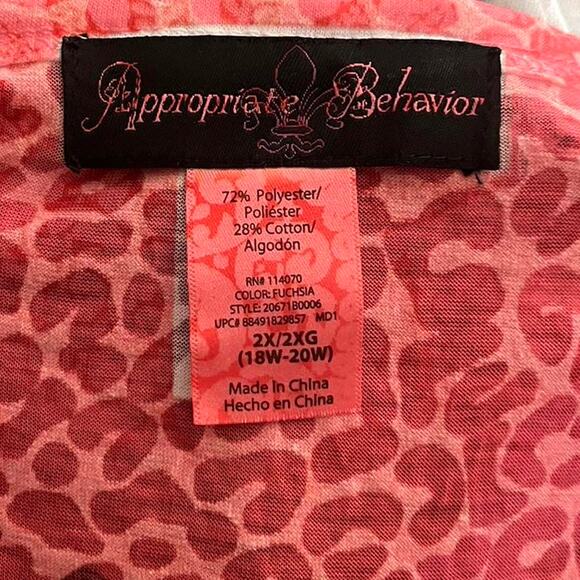 Appropriate Behavior
72% Polyester/
Poliéster
28% Cotton/
Algodón
RN# 114070
COLOR: FUCHSIA
STYLE: 20671B0006
UPC# 88491829857 MD1
2X/2XG
(18W-20W)
Made In China
Hecho en China